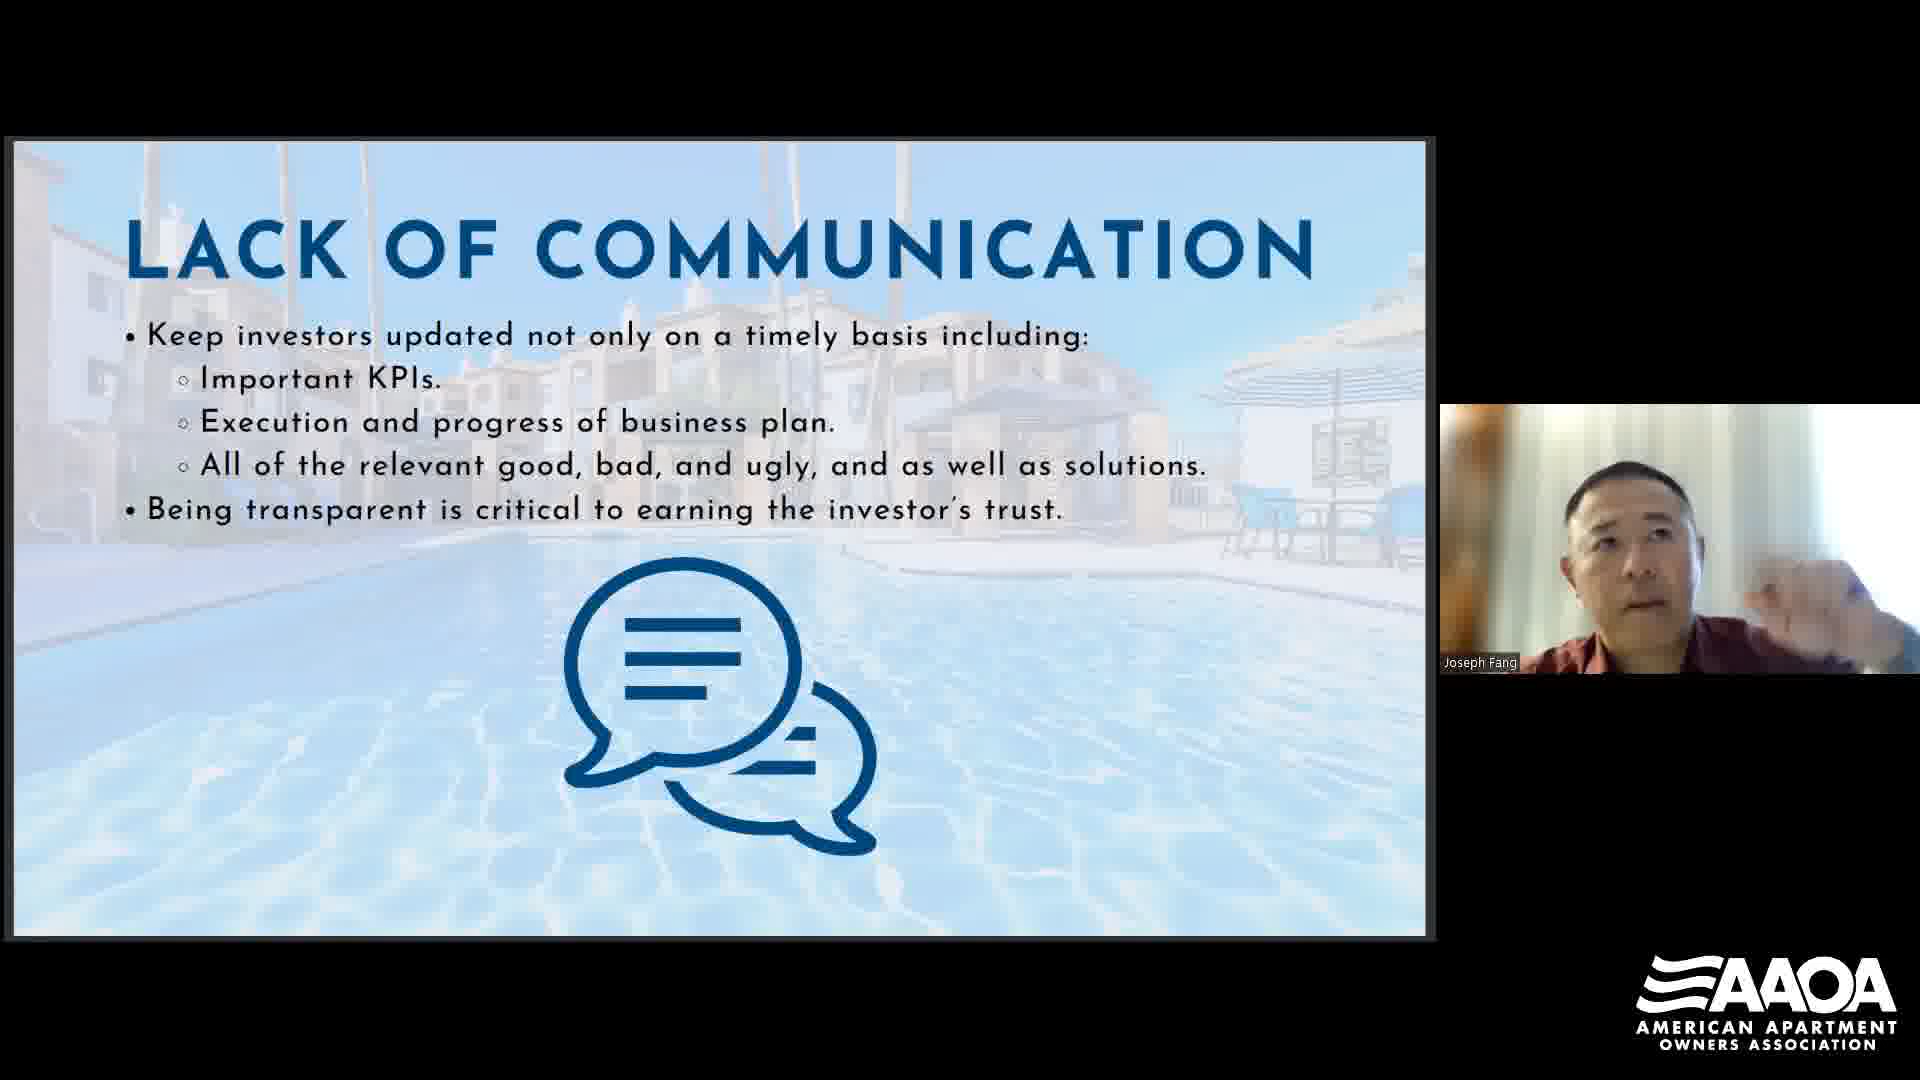 LACK OF COMMUNICATION
• Keep investors updated not only on a timely basis including:
○ Important KPIs.
○ Execution and progress of business plan.
○ All of the relevant good, bad, and ugly, and as well as solutions.
• Being transparent is critical to earning the investor's trust.
Joseph Fang
AAOA
AMERICAN APARTMENT
OWNERS ASSOCIATION